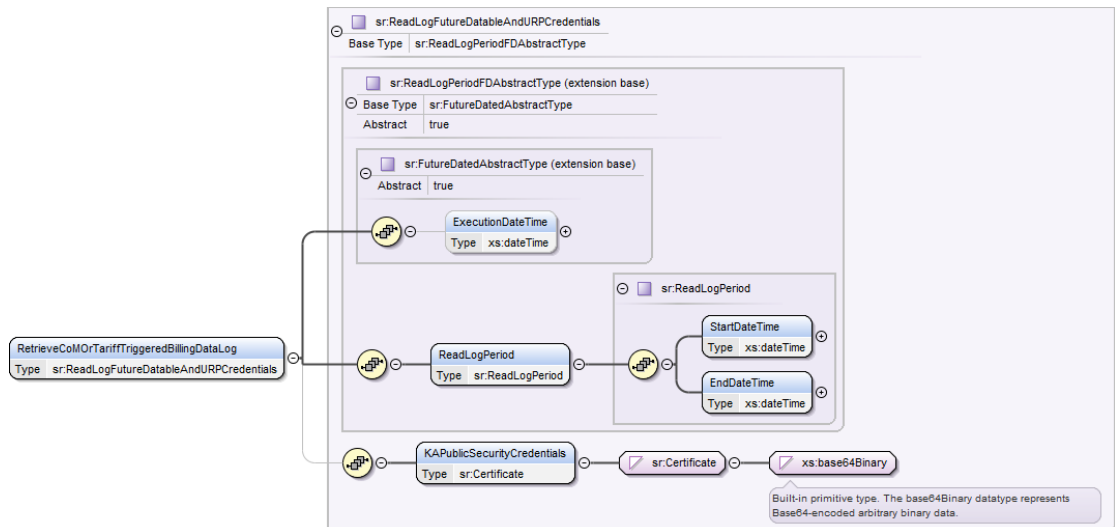 sr:ReadLogFutureDatableAndURPCredentials
Base Type sr:ReadLogPeriodFDAbstractType
sr:ReadLogPeriodFDAbstractType (extension base)
Base Type sr:FutureDatedAbstractType
Abstract true
sr:FutureDatedAbstractType (extension base)
Abstract true
ExecutionDateTime
Type xs:dateTime
sr:ReadLogPeriod
StartDateTime
Type xs:dateTime
RetrieveCoMOrTariffTriggeredBillingDataLog
Type sr:ReadLogFutureDatableAndURPCredentials
ReadLogPeriod
Type sr:ReadLogPeriod
EndDateTime
Type xs:dateTime
KAPublicSecurityCredentials
Type sr:Certificate
sr:Certificate
xs:base64Binary
Built-in primitive type. The base64Binary datatype represents
Base64-encoded arbitrary binary data.